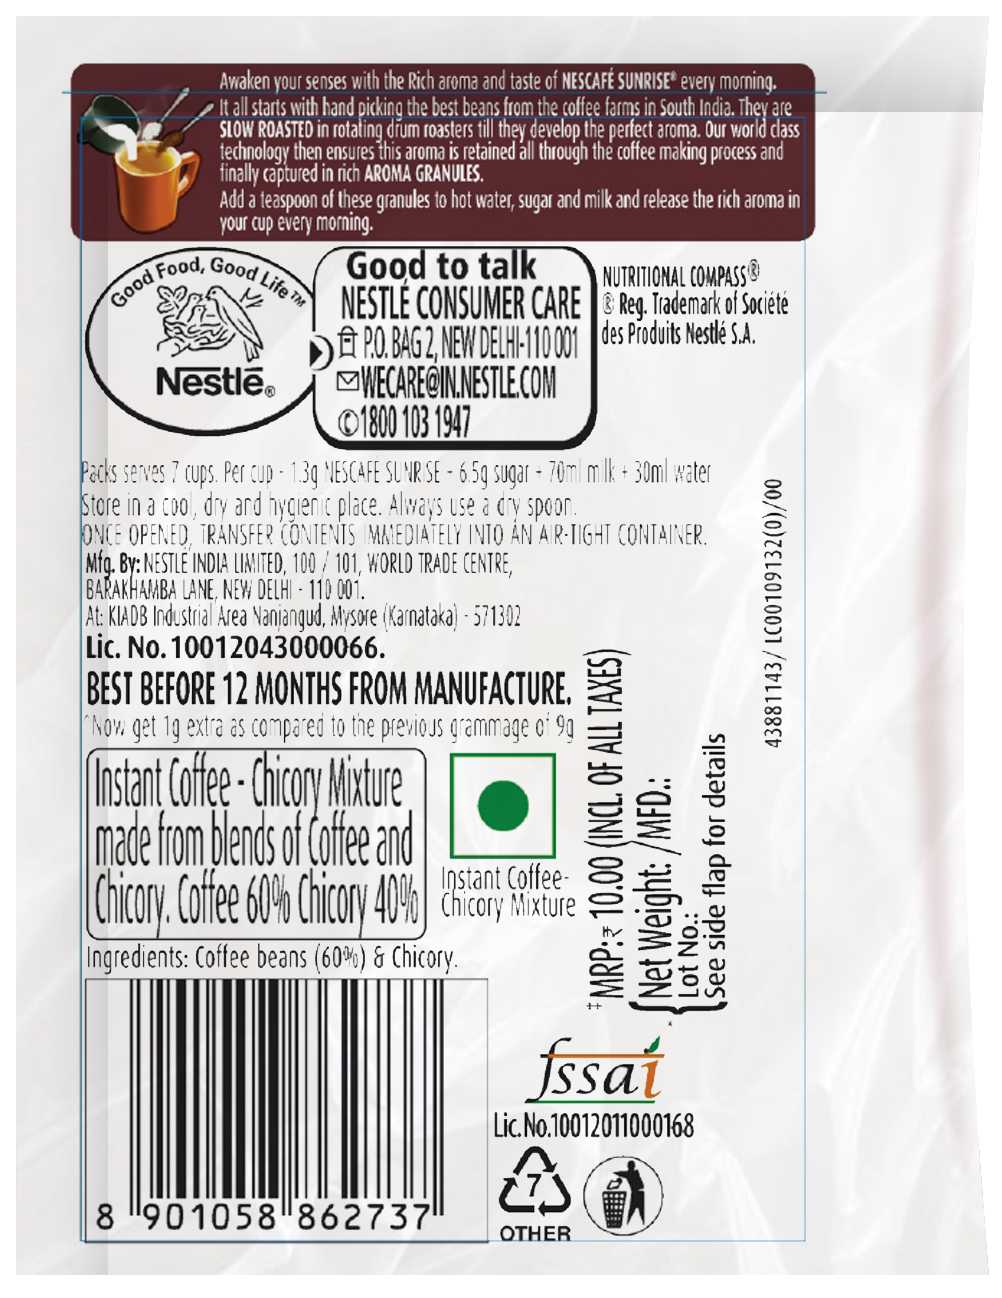 Awaken your senses with the Rich aroma and taste of NESCAFÉ SUNRISE® every morning.
It all starts with hand picking the best beans from the coffee farms in South India. They are
SLOW ROASTED in rotating drum roasters till they develop the perfect aroma. Our world class
technology then ensures this aroma is retained all through the coffee making process and
finally captured in rich AROMA GRANULES.
Add a teaspoon of these granules to hot water, sugar and milk and release the rich aroma in
your cup every morning.
Good Food, Good Life™
Nestlé®
Good to talk
NESTLÉ CONSUMER CARE
P.O. BAG 2, NEW DELHI-110 001
WECARE@IN.NESTLE.COM
1800 103 1947
NUTRITIONAL COMPASS®
® Reg. Trademark of Société
des Produits Nestlé S.A.
Packs serves 7 cups. Per cup - 1.3g NESCAFE SUNRISE + 6.5g sugar + 70ml milk + 30ml water
Store in a cool, dry and hygienic place. Always use a dry spoon.
ONCE OPENED, TRANSFER CONTENTS IMMEDIATELY INTO AN AIR-TIGHT CONTAINER.
Mfg. By: NESTLÉ INDIA LIMITED, 100 / 101, WORLD TRADE CENTRE,
BARAKHAMBA LANE, NEW DELHI - 110 001.
At: KIADB Industrial Area Nanjangud, Mysore (Karnataka) - 571302
Lic. No. 10012043000066.
BEST BEFORE 12 MONTHS FROM MANUFACTURE.
^Now get 1g extra as compared to the previous grammage of 9g
Instant Coffee - Chicory Mixture
made from blends of Coffee and
Chicory. Coffee 60% Chicory 40%
Instant Coffee-
Chicory Mixture
Ingredients: Coffee beans (60%) & Chicory.
8 901058 862737
‡MRP:₹ 10.00 (INCL. OF ALL TAXES)
Net Weight: /MFD.:
Lot No.:
See side flap for details
43881143/ LC00109132(0)/00
fssai
Lic.No.10012011000168
7
OTHER